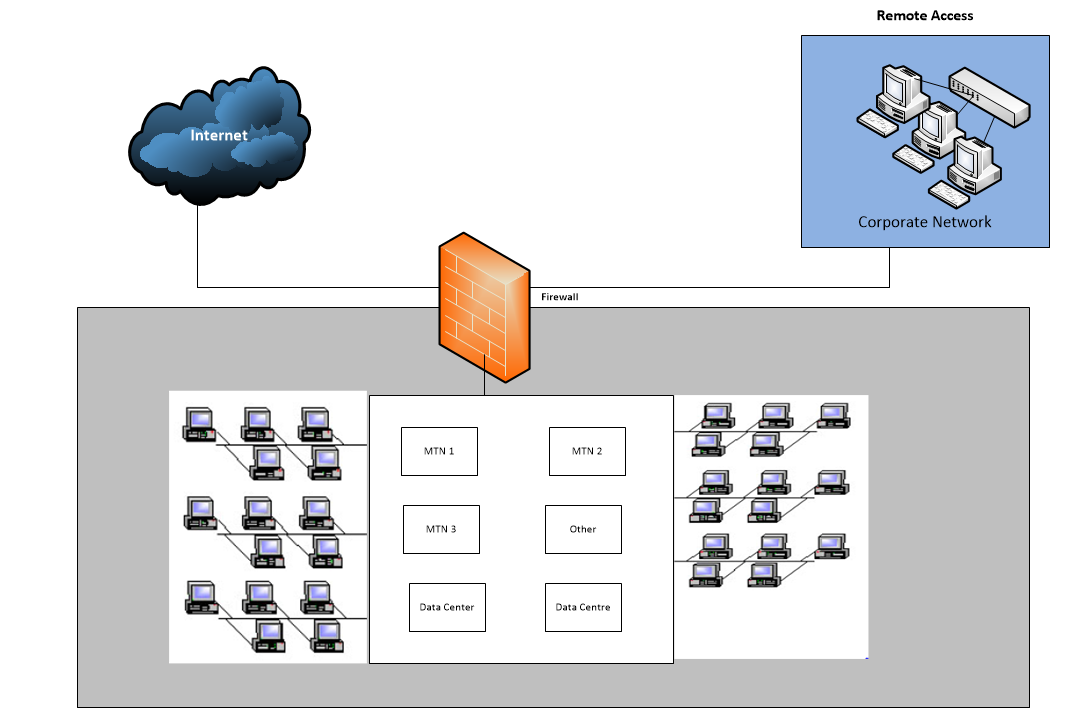 Remote Access
Internet
Corporate Network
Firewall
MTN 1
MTN 2
MTN 3
Other
Data Center
Data Centre